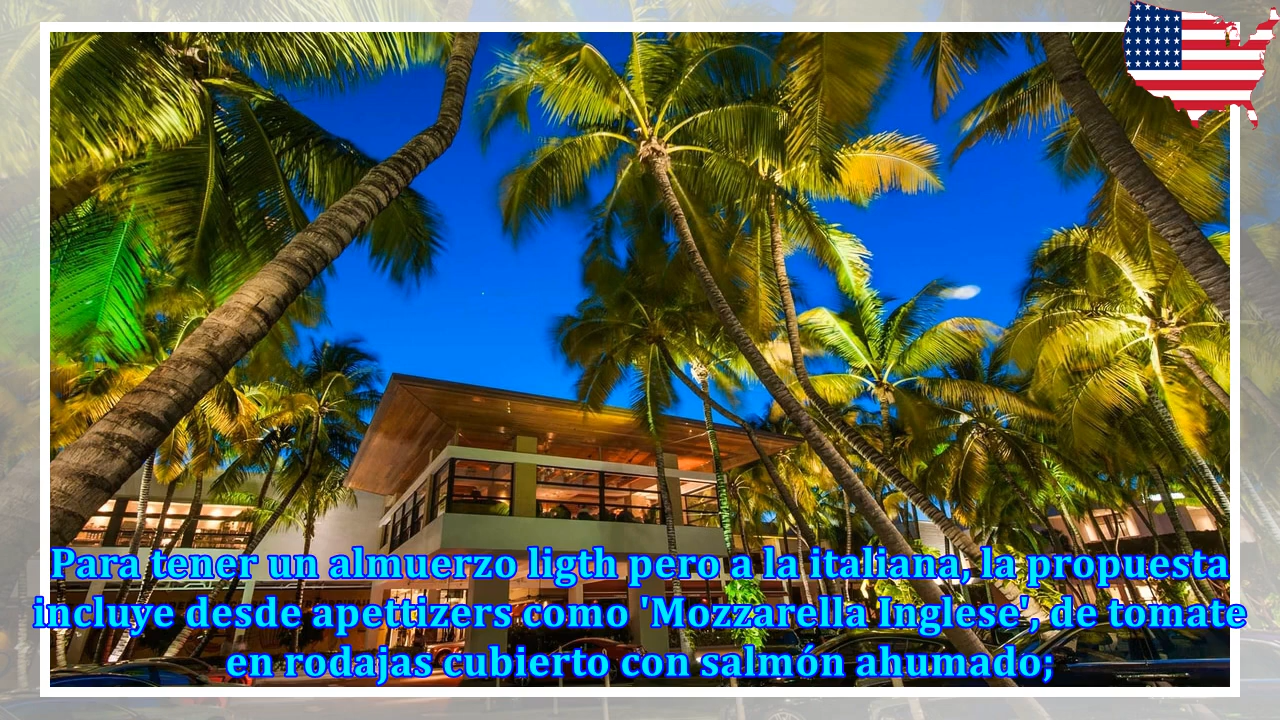 Para tener un almuerzo ligth pero a la italiana, la propuesta
incluye desde apettizers como 'Mozzarella Inglese', de tomate
en rodajas cubierto con salmón ahumado;